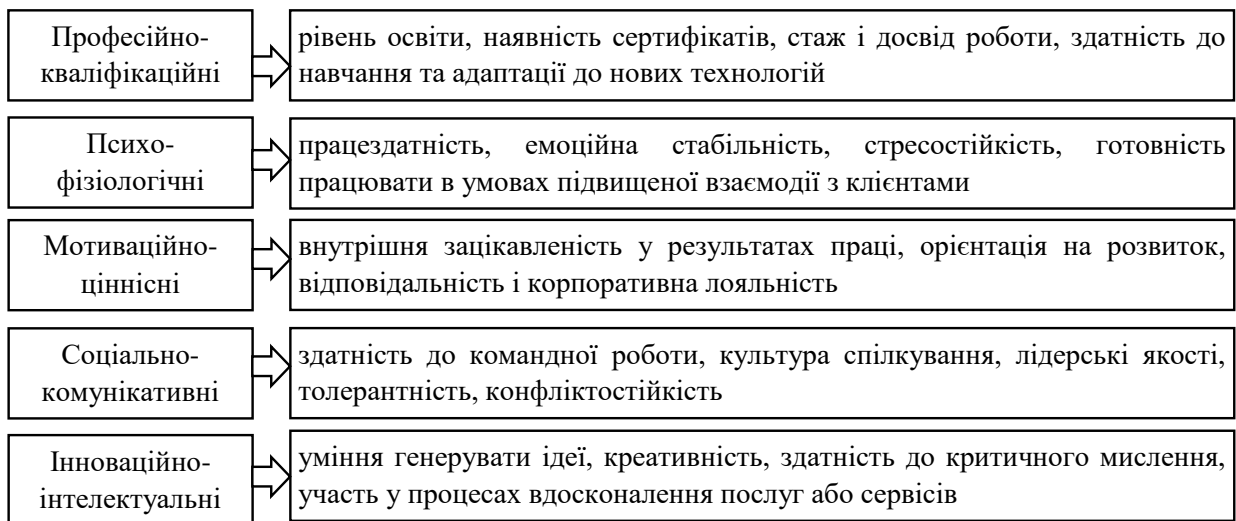 Професійно-
кваліфікаційні
рівень освіти, наявність сертифікатів, стаж і досвід роботи, здатність до
навчання та адаптації до нових технологій
Психо-
фізіологічні
працездатність, емоційна стабільність, стресостійкість, готовність
працювати в умовах підвищеної взаємодії з клієнтами
Мотиваційно-
ціннісні
внутрішня зацікавленість у результатах праці, орієнтація на розвиток,
відповідальність і корпоративна лояльність
Соціально-
комунікативні
здатність до командної роботи, культура спілкування, лідерські якості,
толерантність, конфліктостійкість
Інноваційно-
інтелектуальні
уміння генерувати ідеї, креативність, здатність до критичного мислення,
участь у процесах вдосконалення послуг або сервісів